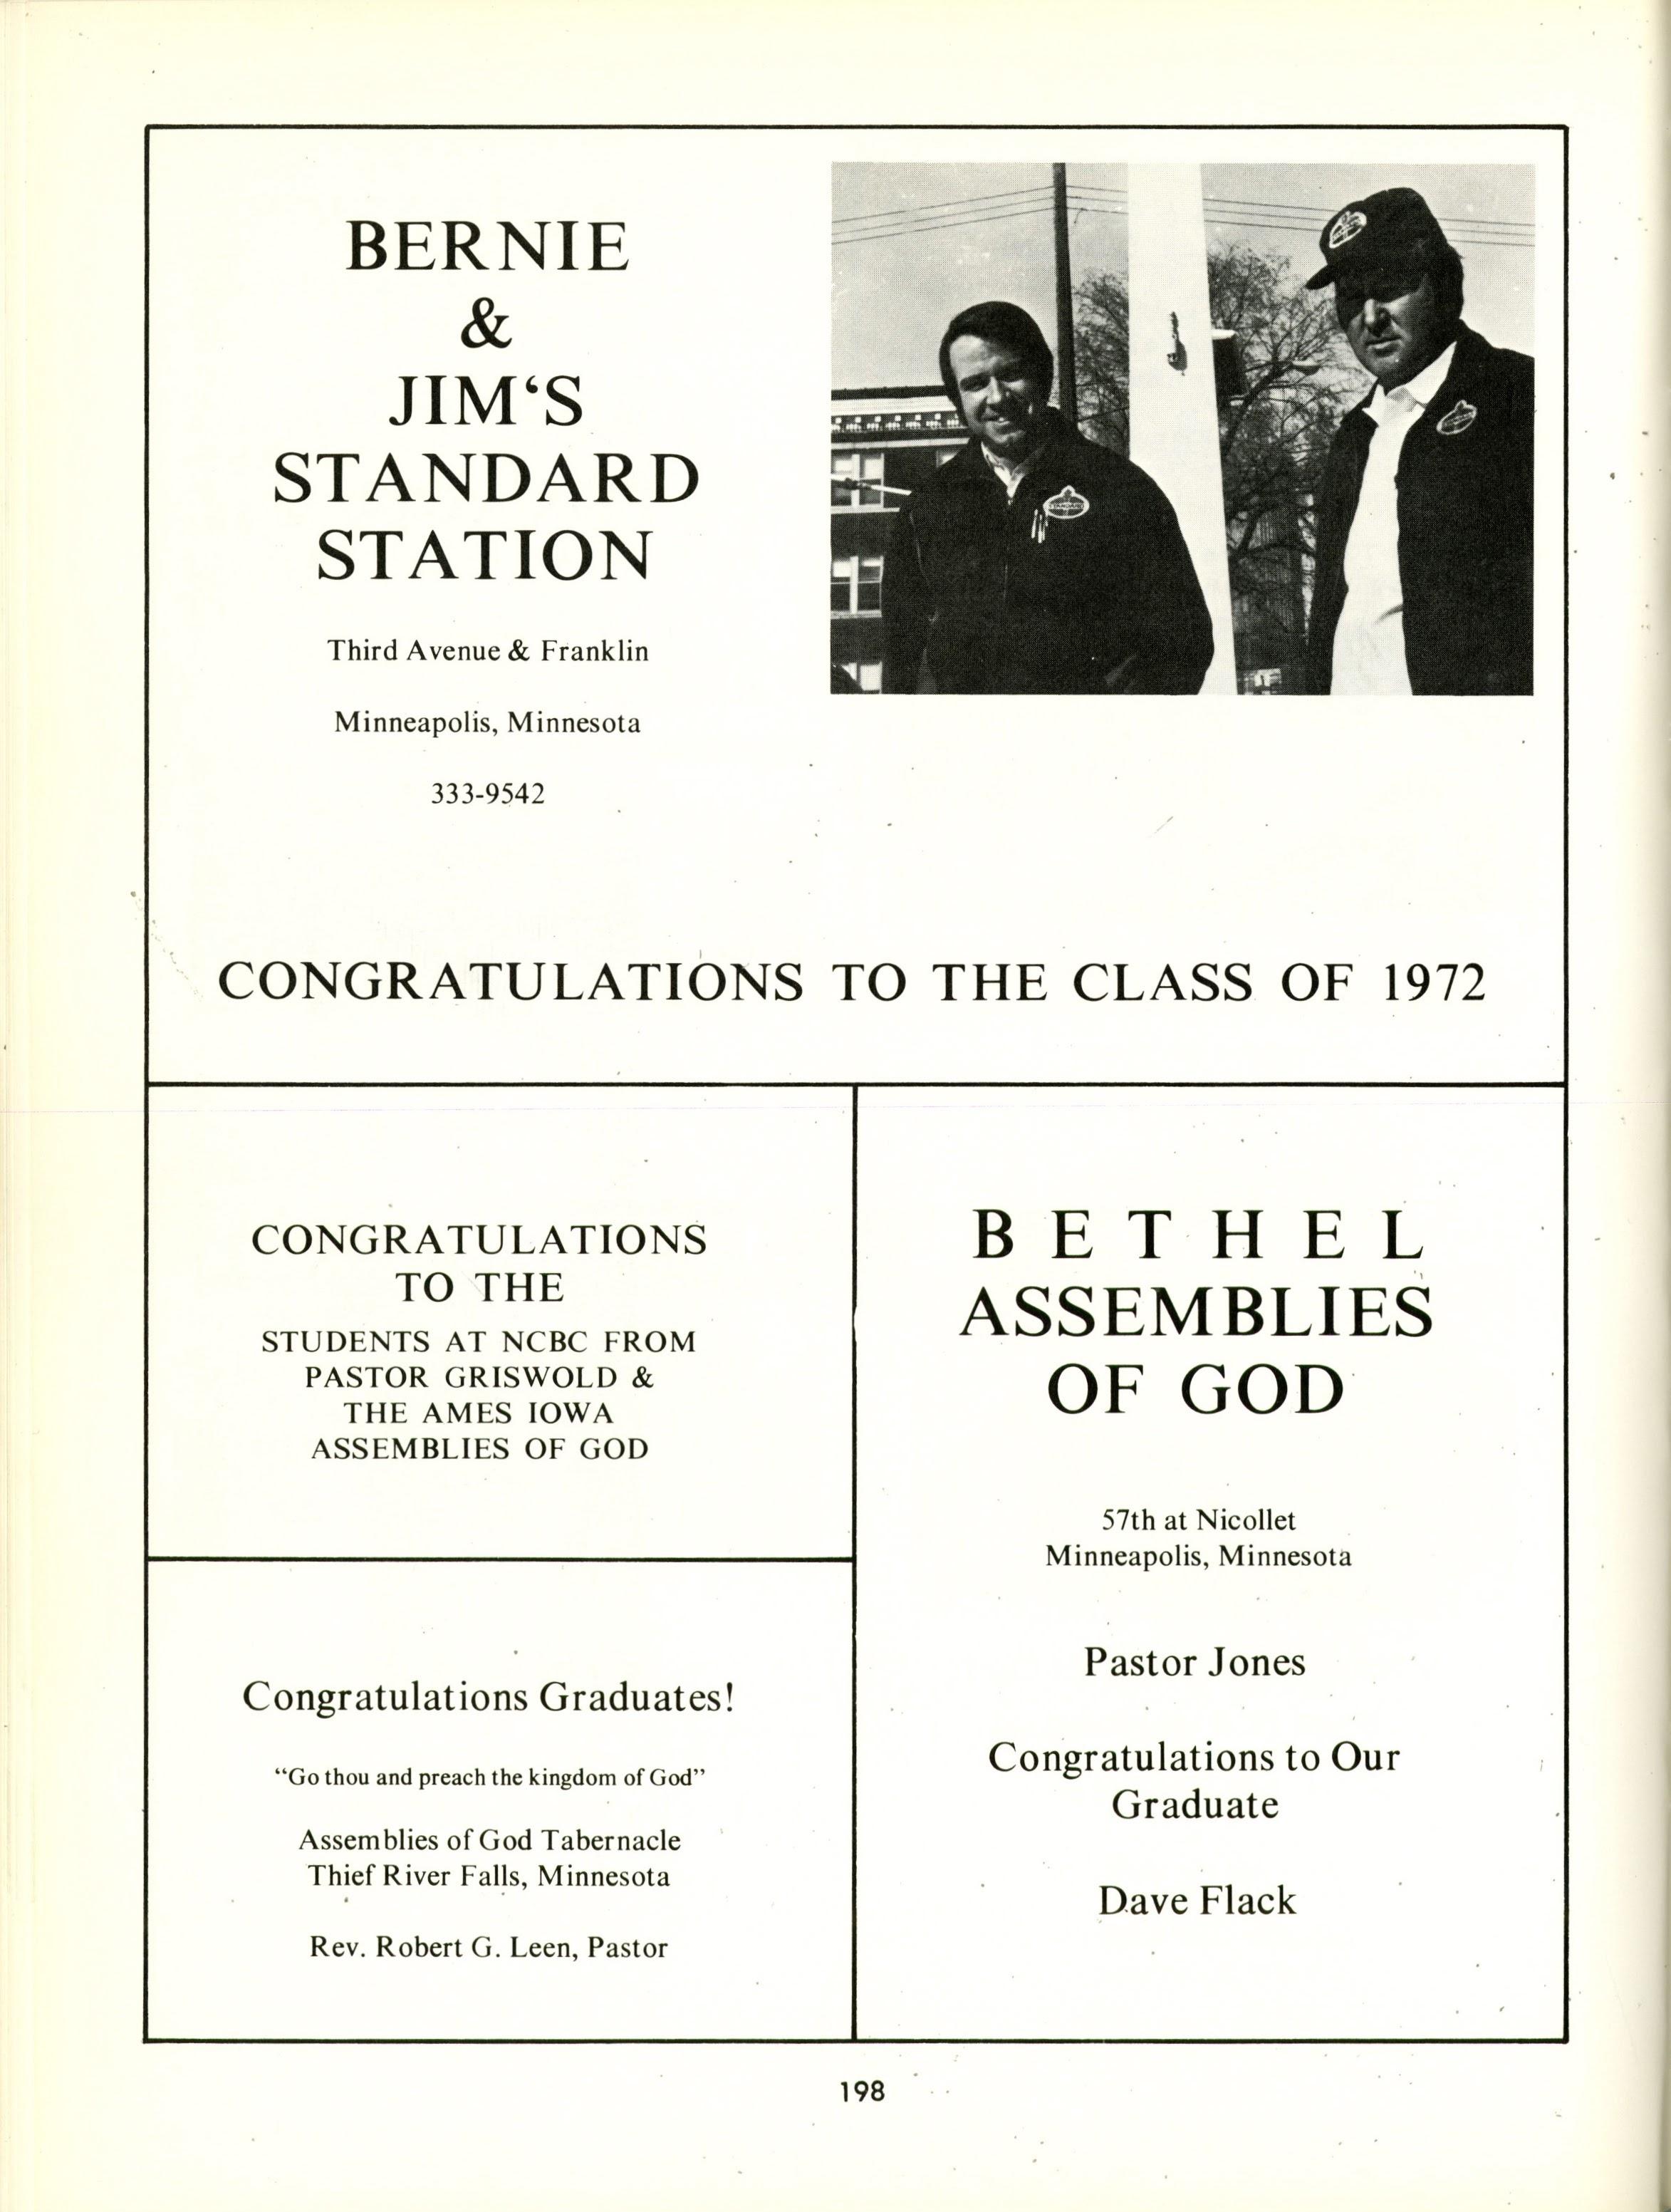 BERNIE
&
JIM‘S
STANDARD
STATION
Third Avenue & Franklin
Minneapolis, Minnesota
333-9542
STANDARD
CONGRATULATIONS TO THE CLASS OF 1972
CONGRATULATIONS
TO THE
STUDENTS AT NCBC FROM
PASTOR GRISWOLD &
THE AMES IOWA
ASSEMBLIES OF GOD
Congratulations Graduates!
“Go thou and preach the kingdom of God”
Assemblies of God Tabernacle
Thief River Falls, Minnesota
Rev. Robert G. Leen, Pastor
BETHEL
ASSEMBLIES
OF GOD
57th at Nicollet
Minneapolis, Minnesota
Pastor Jones
Congratulations to Our
Graduate
Dave Flack
198